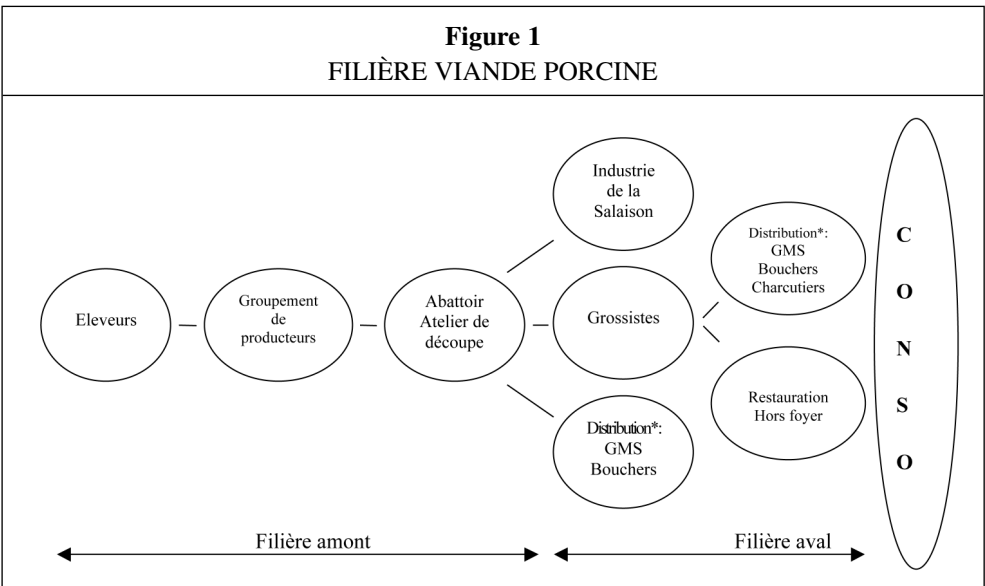 Figure 1
FILIÈRE VIANDE PORCINE
Eleveurs
Groupement
de
producteurs
Abattoir
Atelier de
découpe
Industrie
de la
Salaison
Grossistes
Distribution*:
GMS
Bouchers
Distribution*:
GMS
Bouchers
Charcutiers
Restauration
Hors foyer
C
O
N
S
O
Filière amont
Filière aval